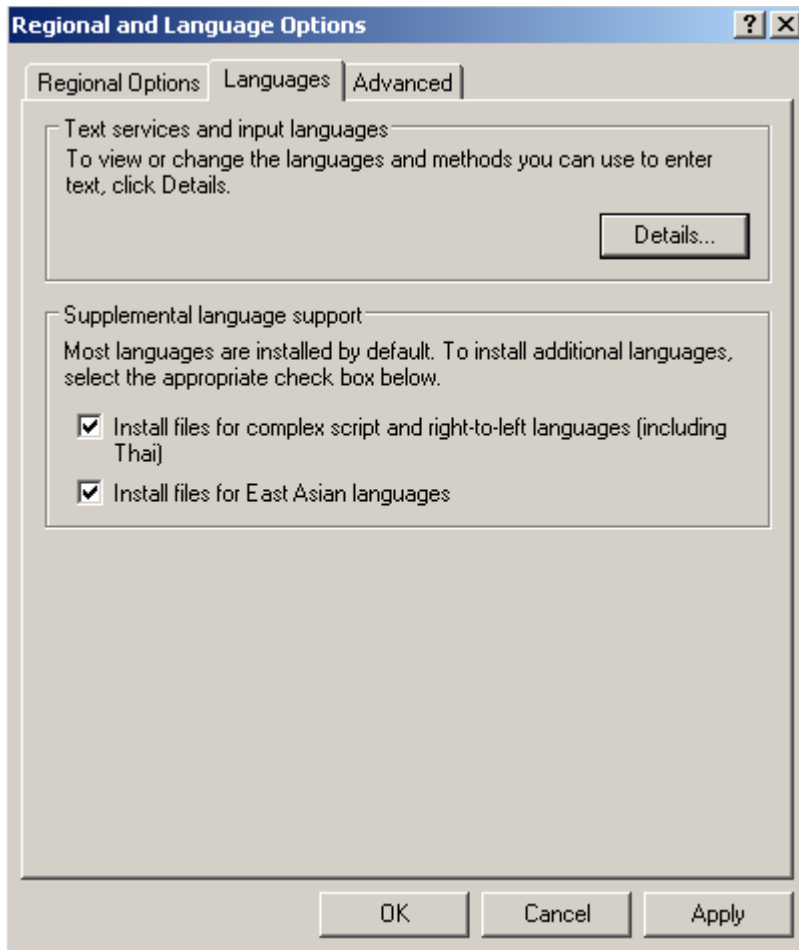 Regional and Language Options
Regional Options Languages Advanced
Text services and input languages
To view or change the languages and methods you can use to enter
text, click Details.
Details...
Supplemental language support
Most languages are installed by default. To install additional languages,
select the appropriate check box below.
Install files for complex script and right-to-left languages (including
Thai)
Install files for East Asian languages
OK Cancel Apply